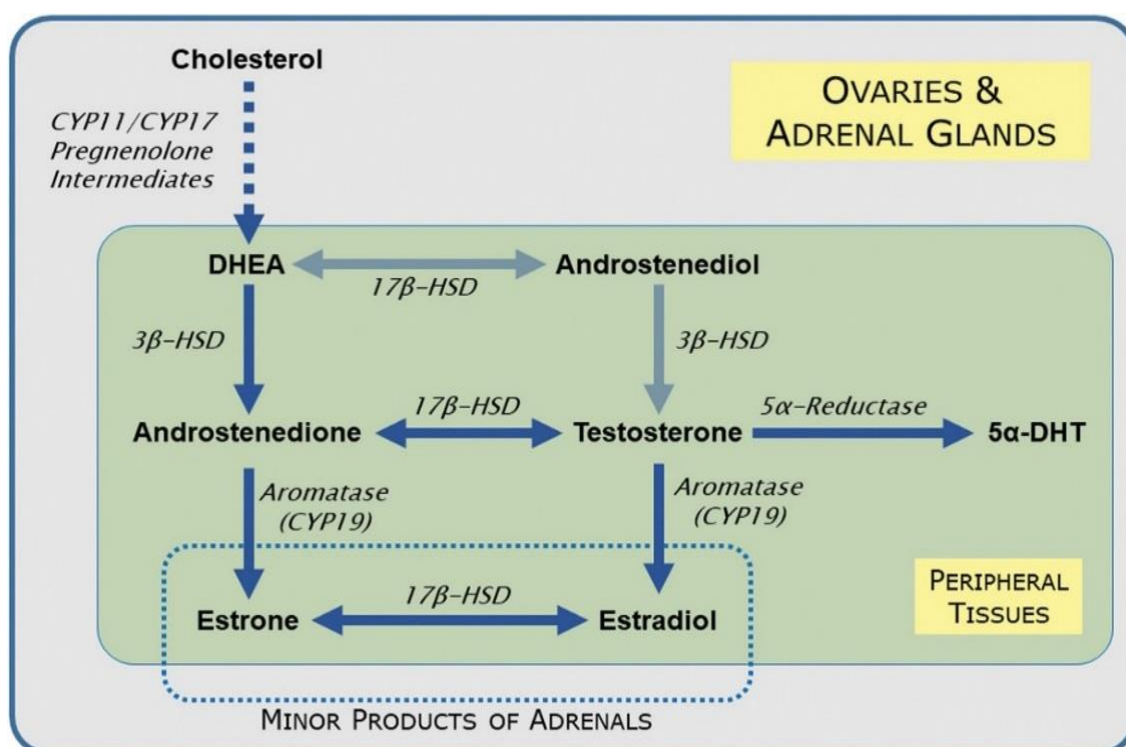 Cholesterol
OVARIES &
ADRENAL GLANDS
CYP11/CYP17
Pregnenolone
Intermediates
DHEA
17β-HSD
Androstenediol
3β-HSD
3β-HSD
Androstenedione
17β-HSD
Testosterone
5α-Reductase
5α-DHT
Aromatase
(CYP19)
Aromatase
(CYP19)
Estrone
17β-HSD
Estradiol
PERIPHERAL
TISSUES
MINOR PRODUCTS OF ADRENALS